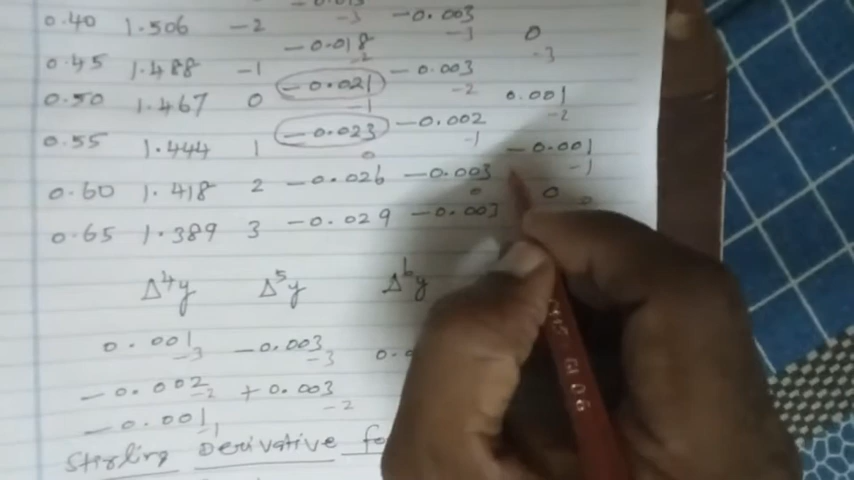 -3 -0.003
0.40 1.506 -2 -3 0
-0.018 -3
0.45 1.488 -1 -2 -0.003
-0.021 -2
0.50 1.467 0 -1 0.001
-0.023 -0.002 -2
0.55 1.444 1 0 -1 -0.001
-1
0.60 1.418 2 -0.026 -0.003 0
0 0
0.65 1.389 3 -0.029 -0.003
Δ⁴y Δ⁵y Δ⁶y
0.001 -3 -0.003 -3
-0.002 -2 +0.003 -2
-0.001 -1
Stirling Derivative